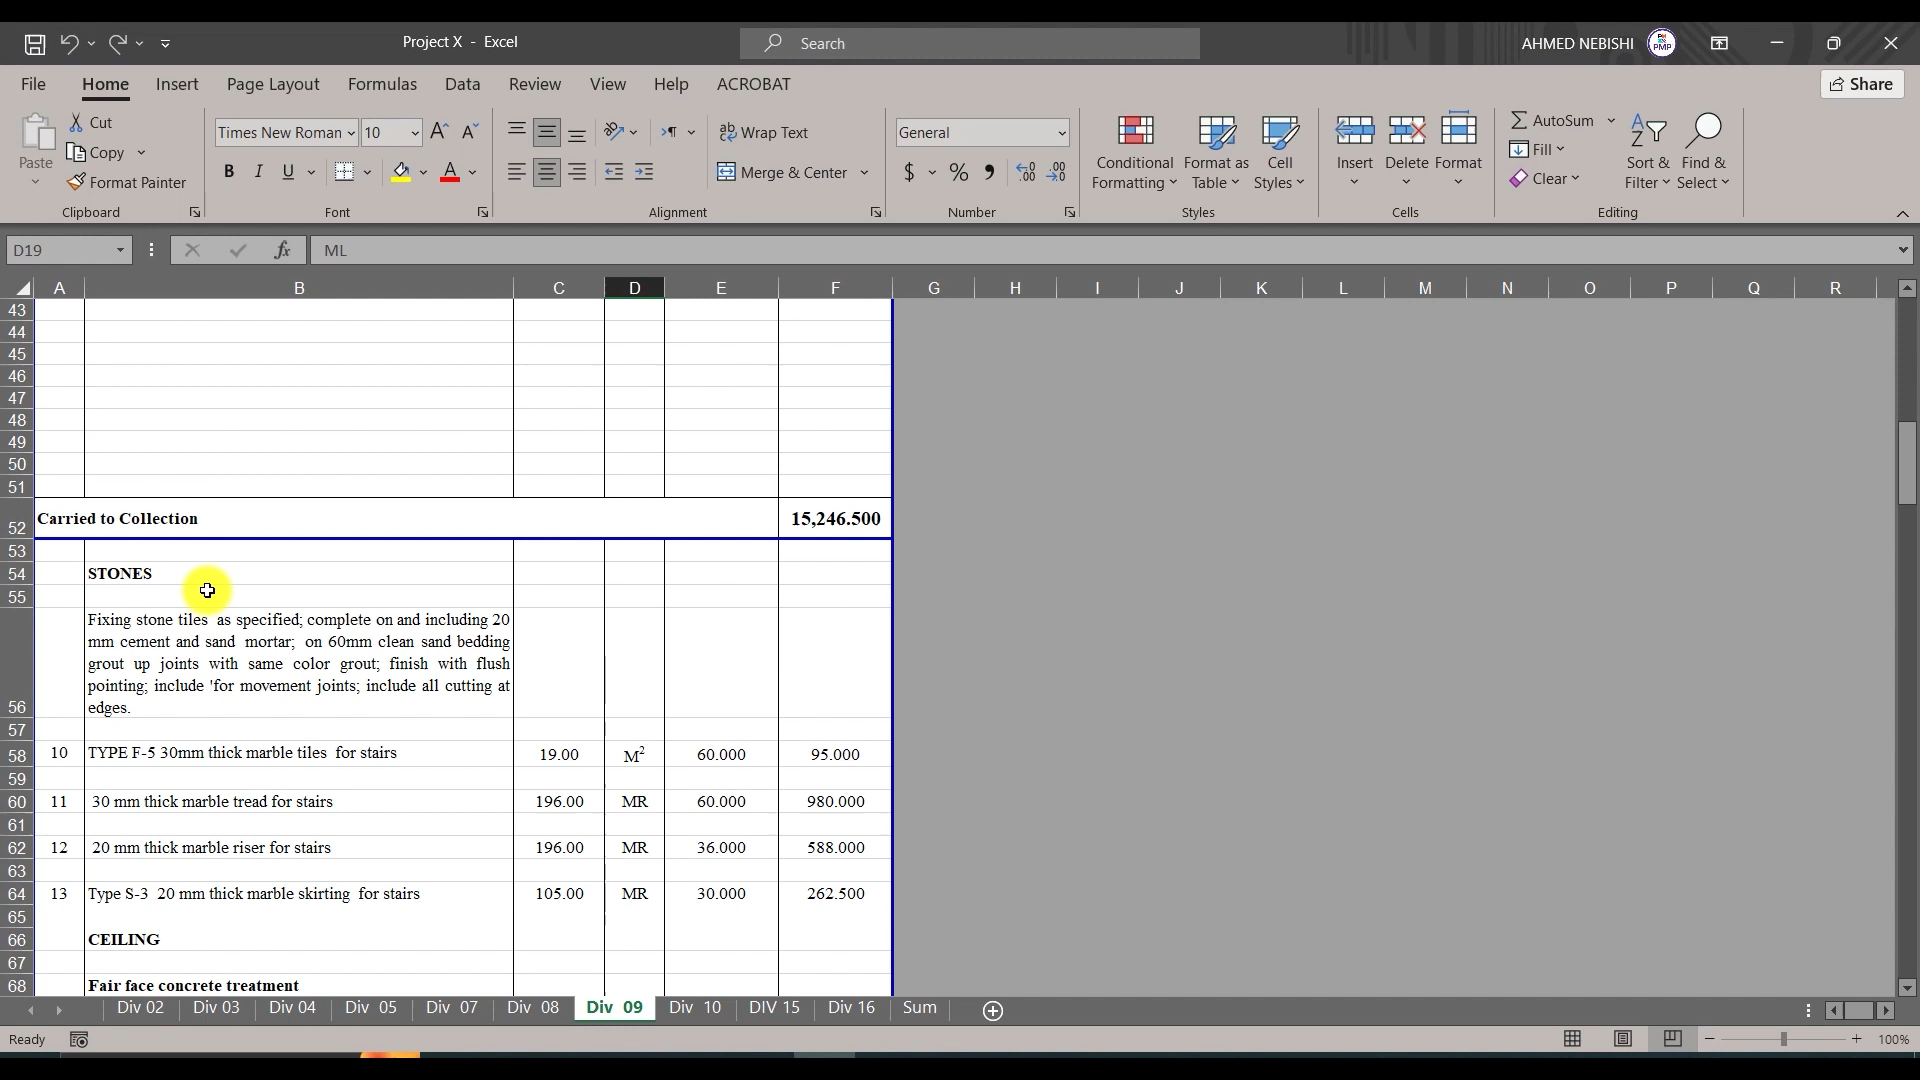 Project X - Excel
Search
AHMED NEBISHI
PMP
File Home Insert Page Layout Formulas Data Review View Help ACROBAT
Share
Paste
Cut
Copy
Format Painter
Clipboard
Times New Roman 10
B I U
Font
Wrap Text
Merge & Center
Alignment
General
$ %
Number
Conditional Formatting
Format as Table
Cell Styles
Styles
Insert Delete Format
Cells
AutoSum
Fill
Clear
Sort & Filter
Find & Select
Editing
D19 fx ML
A B C D E F G H I J K L M N O P Q R
43
44
45
46
47
48
49
50
51
52 Carried to Collection 15,246.500
53
54 STONES
55
Fixing stone tiles as specified; complete on and including 20
mm cement and sand mortar; on 60mm clean sand bedding
grout up joints with same color grout; finish with flush
pointing; include 'for movement joints; include all cutting at
56 edges.
57
58 10 TYPE F-5 30mm thick marble tiles for stairs 19.00 M² 60.000 95.000
59
60 11 30 mm thick marble tread for stairs 196.00 MR 60.000 980.000
61
62 12 20 mm thick marble riser for stairs 196.00 MR 36.000 588.000
63
64 13 Type S-3 20 mm thick marble skirting for stairs 105.00 MR 30.000 262.500
65
66 CEILING
67
68 Fair face concrete treatment
Div 02 Div 03 Div 04 Div 05 Div 07 Div 08 Div 09 Div 10 DIV 15 Div 16 Sum
Ready
100%